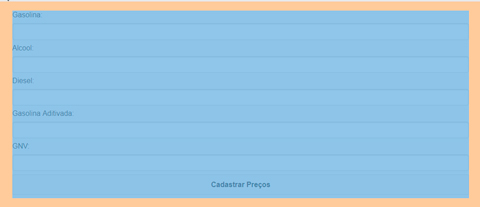 Gasolina:
Alcool:
Diesel:
Gasolina Aditivada:
GNV:
Cadastrar Preços